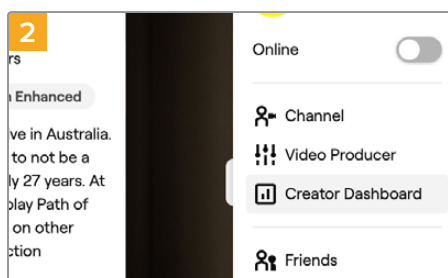 2
rs
Enhanced
ve in Australia.
to not be a
ly 27 years. At
play Path of
on other
ction
Online
Channel
Video Producer
Creator Dashboard
Friends